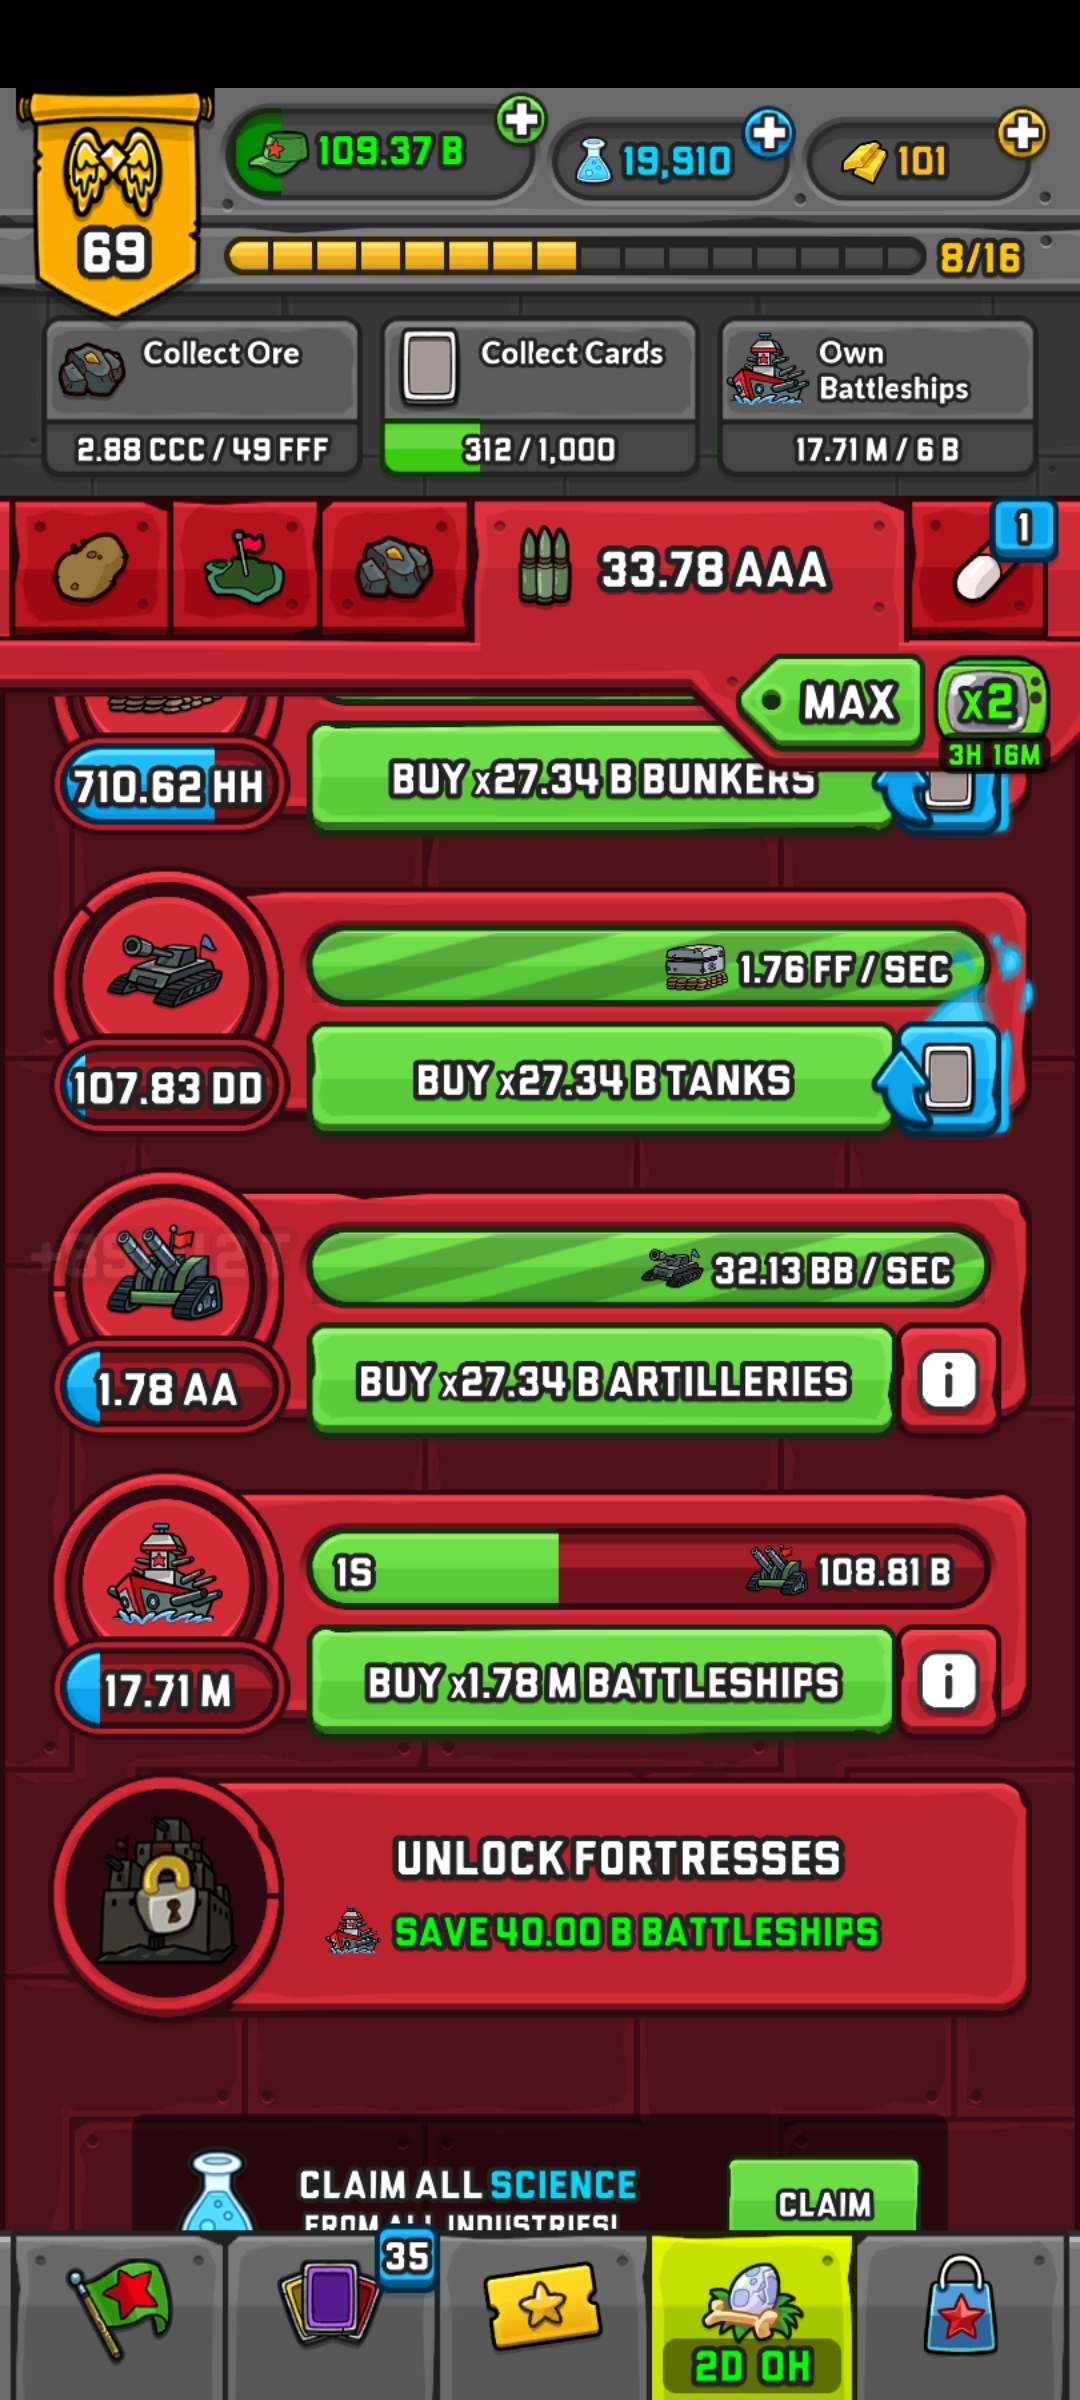 109.37 B
19,910
101
69
8/16
Collect Ore
2.88 CCC / 49 FFF
Collect Cards
312 / 1,000
Own
Battleships
17.71 M / 6 B
33.78 AAA
1
MAX
x2
3H 16M
710.62 HH
BUY x27.34 B BUNKERS
1.76 FF / SEC
107.83 DD
BUY x27.34 B TANKS
32.13 BB / SEC
1.78 AA
BUY x27.34 B ARTILLERIES
1S
108.81 B
17.71 M
BUY x1.78 M BATTLESHIPS
UNLOCK FORTRESSES
SAVE 40.00 B BATTLESHIPS
CLAIM ALL SCIENCE
FROM ALL INDUSTRIES!
CLAIM
35
2D 0H